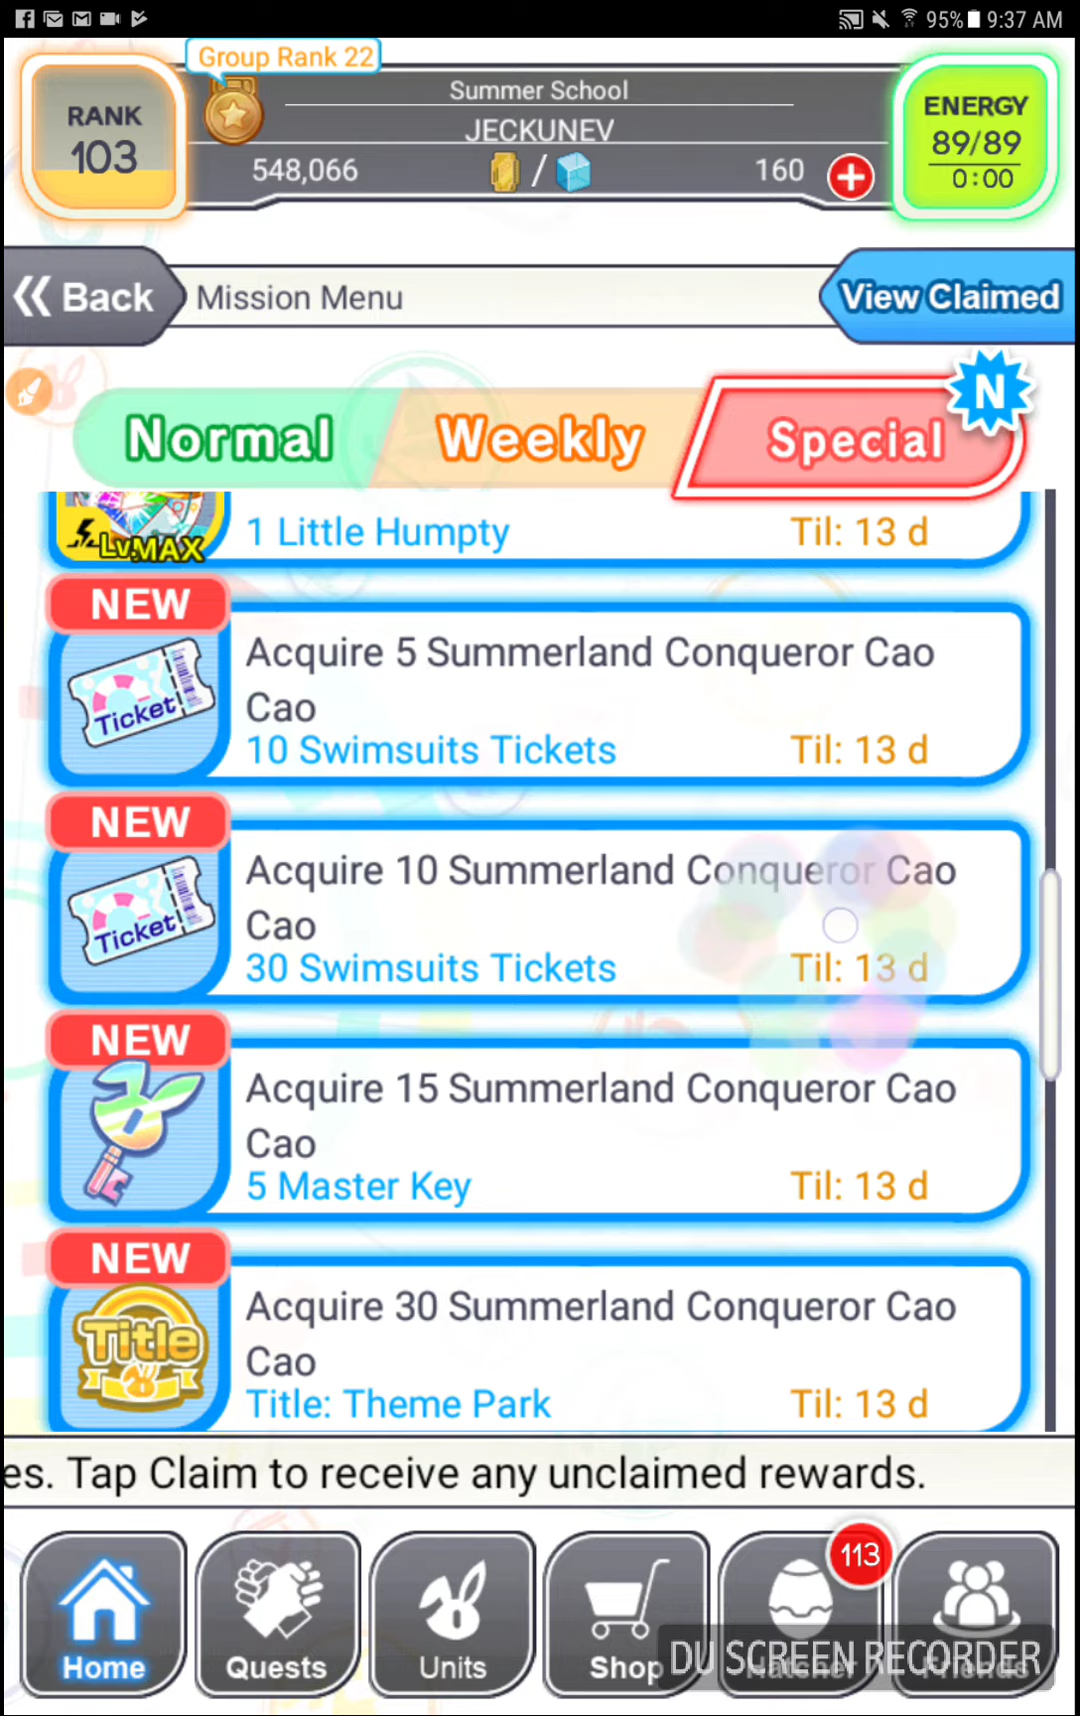 95% 9:37 AM
Group Rank 22
RANK
103
Summer School
JECKUNEV
548,066 / 160
ENERGY
89/89
0:00
Back
Mission Menu
View Claimed
N
Normal
Weekly
Special
Lv.MAX
1 Little Humpty
Til: 13 d
NEW
Ticket
Acquire 5 Summerland Conqueror Cao
Cao
10 Swimsuits Tickets
Til: 13 d
NEW
Ticket
Acquire 10 Summerland Conqueror Cao
Cao
30 Swimsuits Tickets
Til: 13 d
NEW
Acquire 15 Summerland Conqueror Cao
Cao
5 Master Key
Til: 13 d
NEW
Title
Acquire 30 Summerland Conqueror Cao
Cao
Title: Theme Park
Til: 13 d
es. Tap Claim to receive any unclaimed rewards.
113
Home
Quests
Units
Shop
DU SCREEN RECORDER
Friends